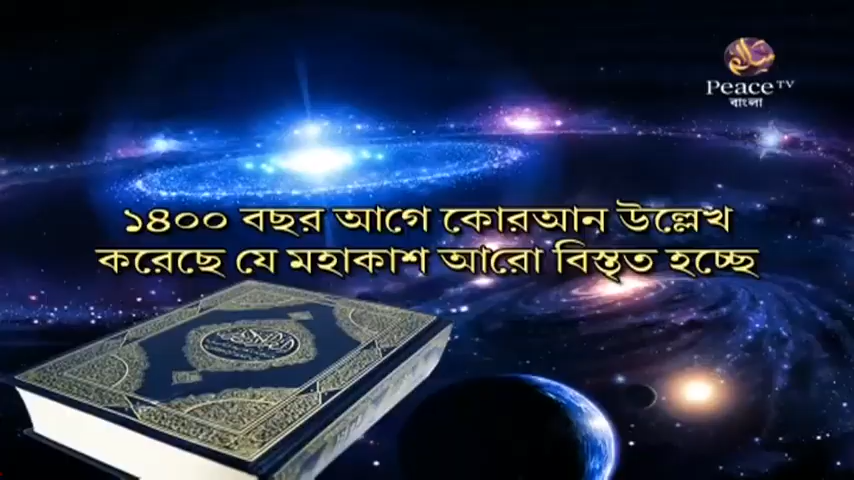 Peace TV
বাংলা
১৪০০ বছর আগে কোরআন উল্লেখ
করেছে যে মহাকাশ আরো বিস্তৃত হচ্ছে